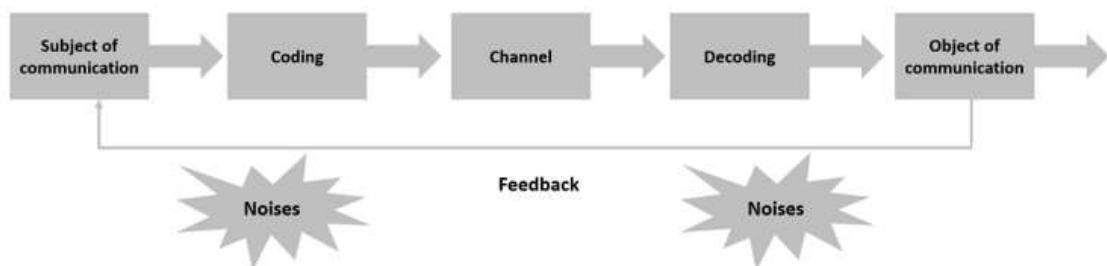 Subject of
communication
Coding
Channel
Decoding
Object of
communication
Feedback
Noises
Noises